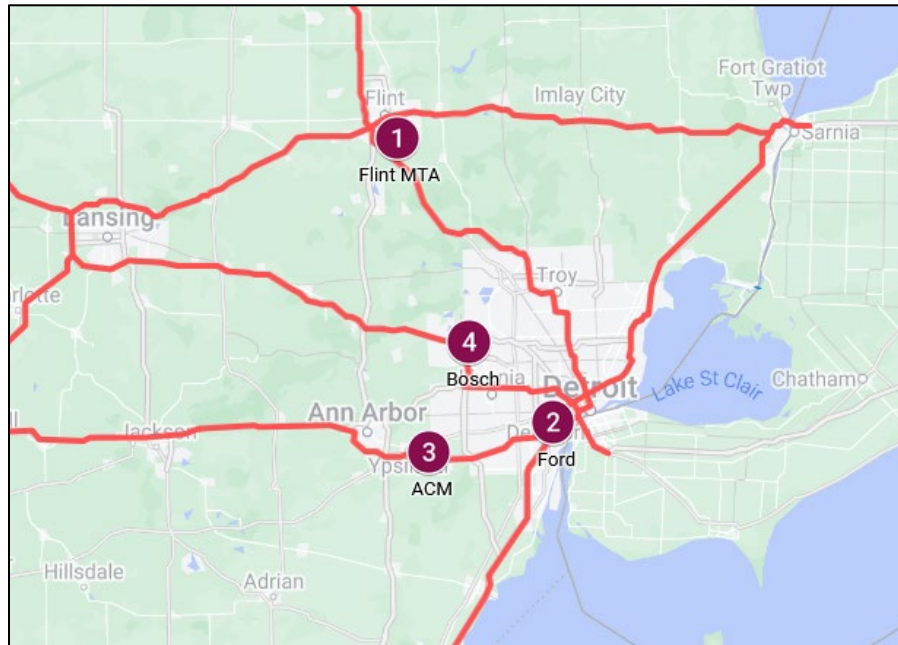 Flint
Imlay City
Fort Gratiot
Twp
Sarnia
1
Flint MTA
Lansing
Troy
4
Bosch
Detroit
Lake St Clair
Chatham
Ann Arbor
2
Ford
Jackson
3
ACM
Hillsdale
Adrian